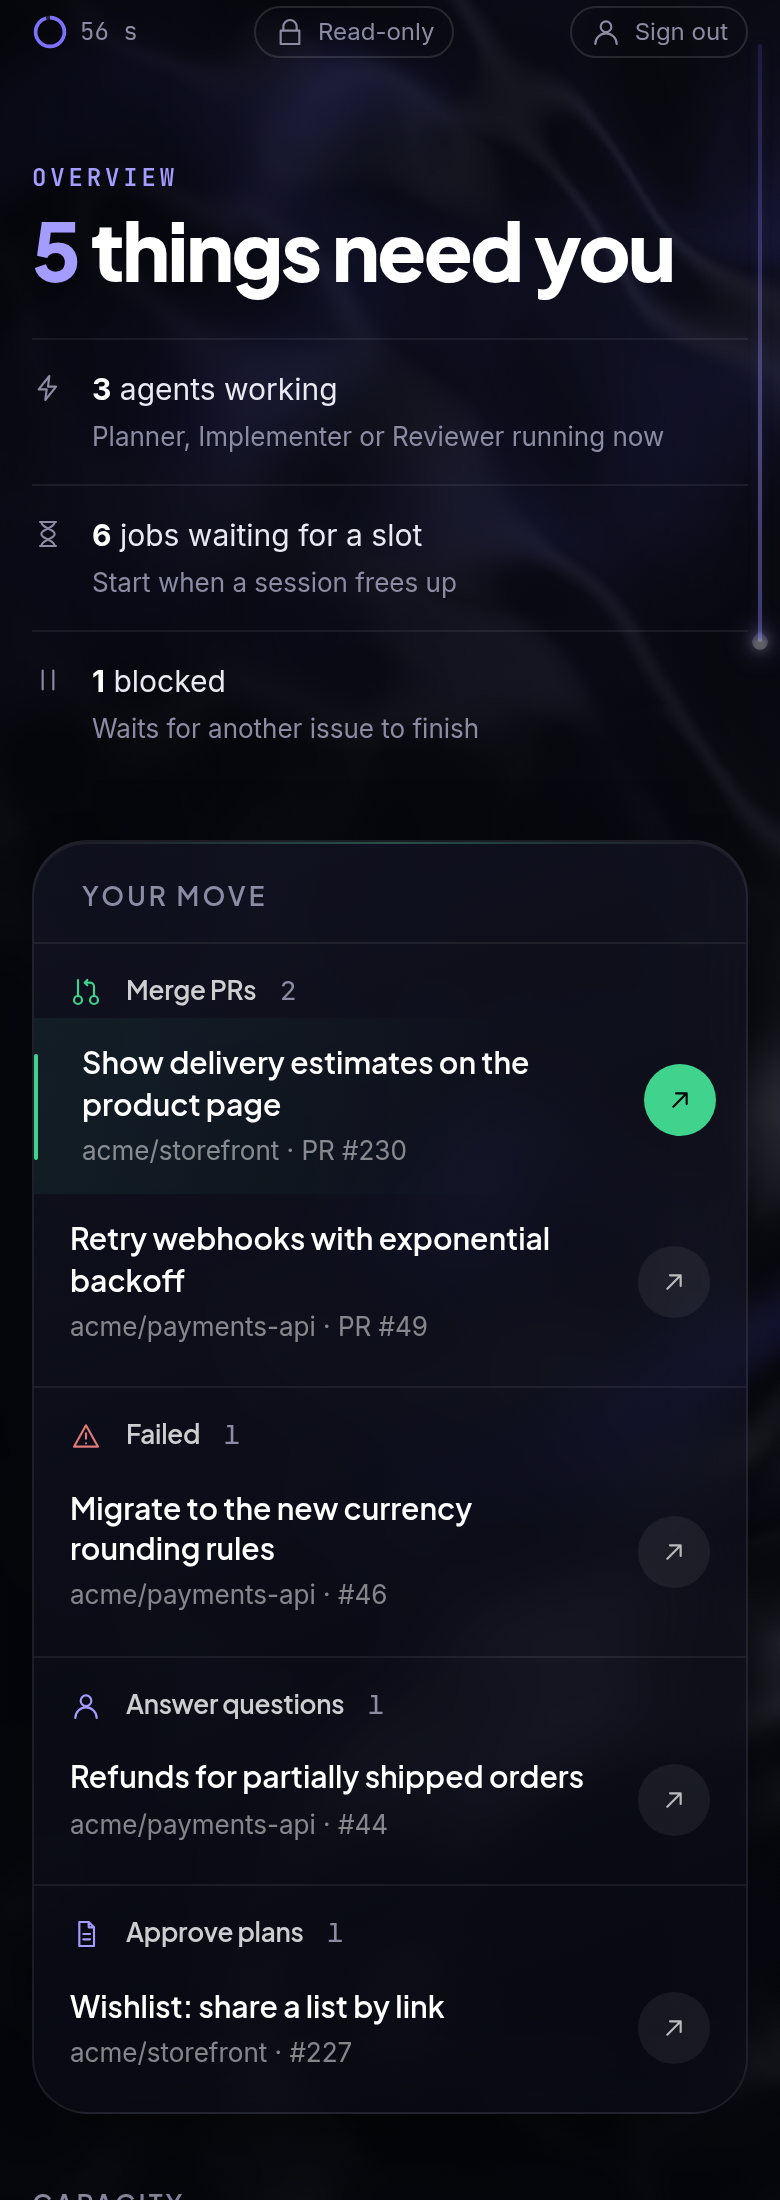 56 s
Read-only
Sign out
OVERVIEW
5 things need you
3 agents working
Planner, Implementer or Reviewer running now
6 jobs waiting for a slot
Start when a session frees up
1 blocked
Waits for another issue to finish
YOUR MOVE
Merge PRs 2
Show delivery estimates on the
product page
acme/storefront · PR #230
Retry webhooks with exponential
backoff
acme/payments-api · PR #49
Failed 1
Migrate to the new currency
rounding rules
acme/payments-api · #46
Answer questions 1
Refunds for partially shipped orders
acme/payments-api · #44
Approve plans 1
Wishlist: share a list by link
acme/storefront · #227
CAPACITY